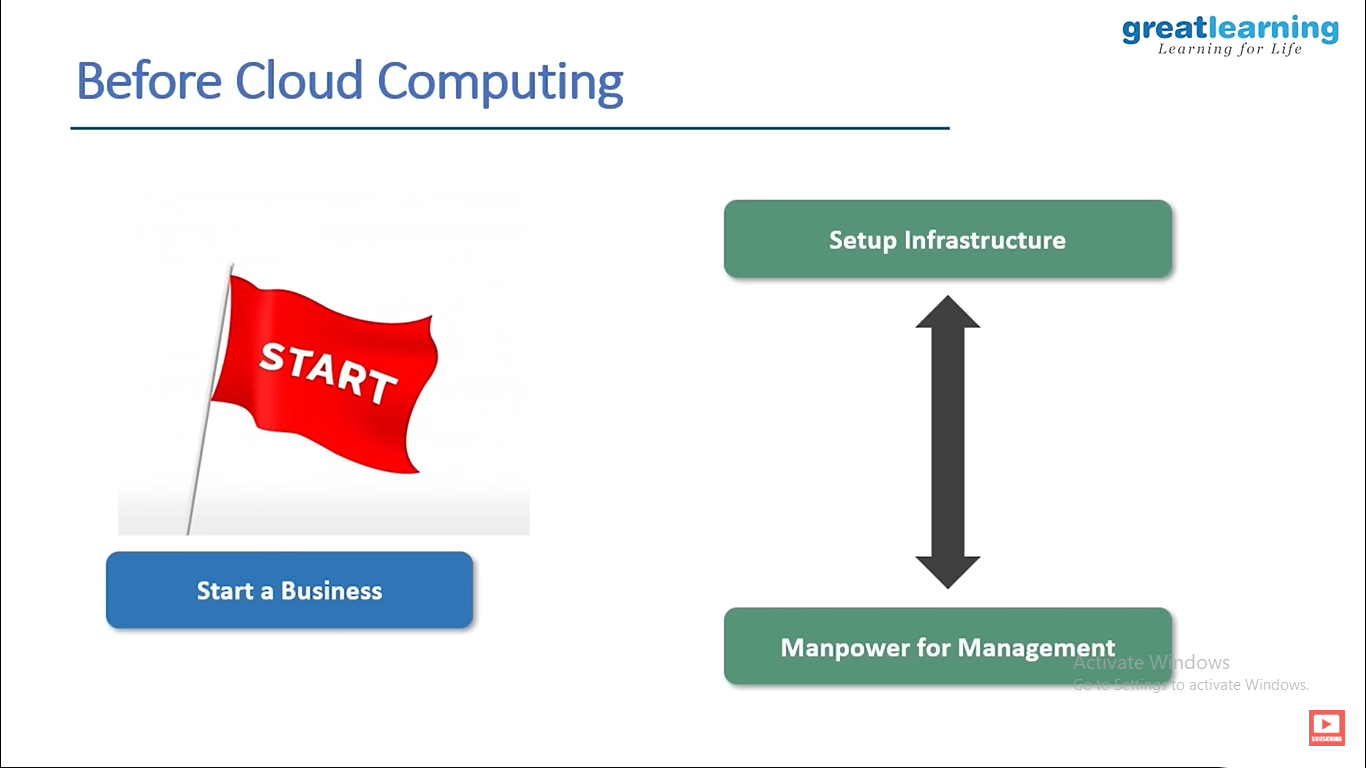 greatlearning
Learning for Life
Before Cloud Computing
START
Start a Business
Setup Infrastructure
Manpower for Management
Activate Windows
Go to Settings to activate Windows.
SUBSCRIBE